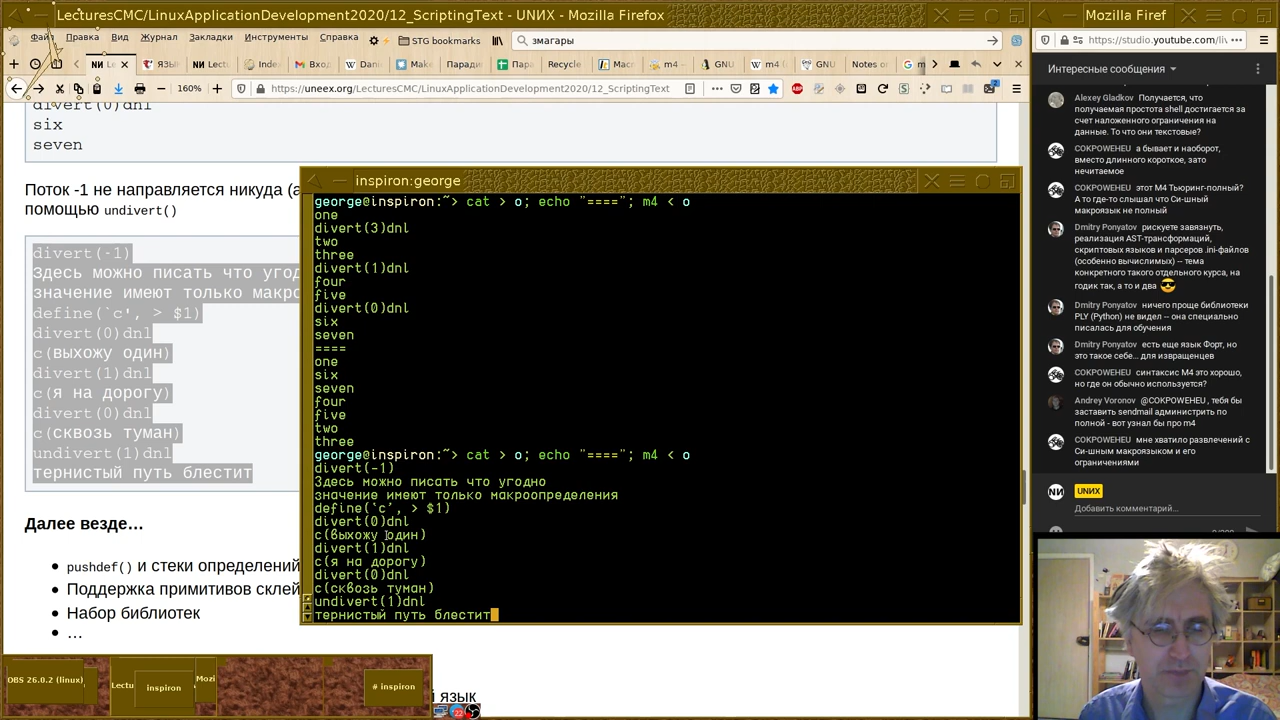 LecturesCMC/LinuxApplicationDevelopment2020/12_ScriptingText - UNИX - Mozilla Firefox
Файл Правка Вид Журнал Закладки Инструменты Справка STG bookmarks змагары
https://uneex.org/LecturesCMC/LinuxApplicationDevelopment2020/12_ScriptingText
160%
divert(0)dnl
six
seven
Поток -1 не направляется никуда (а
помощью undivert()
divert(-1)
Здесь можно писать что угод
значение имеют только макро
define(`c', > $1)
divert(0)dnl
c(выхожу один)
divert(1)dnl
c(я на дорогу)
divert(0)dnl
c(сквозь туман)
undivert(1)dnl
тернистый путь блестит
Далее везде…
pushdef() и стеки определений
Поддержка примитивов склей
Набор библиотек
…
й язык
inspiron:george
george@inspiron:~> cat > o; echo "===="; m4 < o
one
divert(3)dnl
two
three
divert(1)dnl
four
five
divert(0)dnl
six
seven
====
one
six
seven
four
five
two
three
george@inspiron:~> cat > o; echo "===="; m4 < o
divert(-1)
Здесь можно писать что угодно
значение имеют только макроопределения
define(`c', > $1)
divert(0)dnl
c(выхожу один)
divert(1)dnl
c(я на дорогу)
divert(0)dnl
c(сквозь туман)
undivert(1)dnl
тернистый путь блестит
OBS 26.0.2 (linux)
Lectu
inspiron
Mozi
# inspiron
Mozilla Firef
https://studio.youtube.com/liv
Интересные сообщения
Alexey Gladkov Получается, что
получаемая простота shell достигается за
счет наложенного ограничения на
данные. То что они текстовые?
COKPOWEHEU а бывает и наоборот,
вместо длинного короткое, зато
нечитаемое
COKPOWEHEU этот M4 Тьюринг-полный?
А то где-то слышал что Си-шный
макроязык не полный
Dmitry Ponyatov рискуете завязнуть,
реализация AST-трансформаций,
скриптовых языков и парсеров .ini-файлов
(особенно вычислимых) -- тема
конкретного такого отдельного курса, на
годик так, а то и два
Dmitry Ponyatov ничего проще библиотеки
PLY (Python) не видел -- она специально
писалась для обучения
Dmitry Ponyatov есть еще язык Форт, но
это такое себе... для извращенцев
COKPOWEHEU синтаксис M4 это хорошо,
но где он обычно используется?
Andrey Voronov @COKPOWEHEU, тебя бы
заставить sendmail администрить по
полной - вот узнал бы про m4
COKPOWEHEU мне хватило развлечений с
Си-шным макроязыком и его
ограничениями
UNИX
Добавить комментарий...